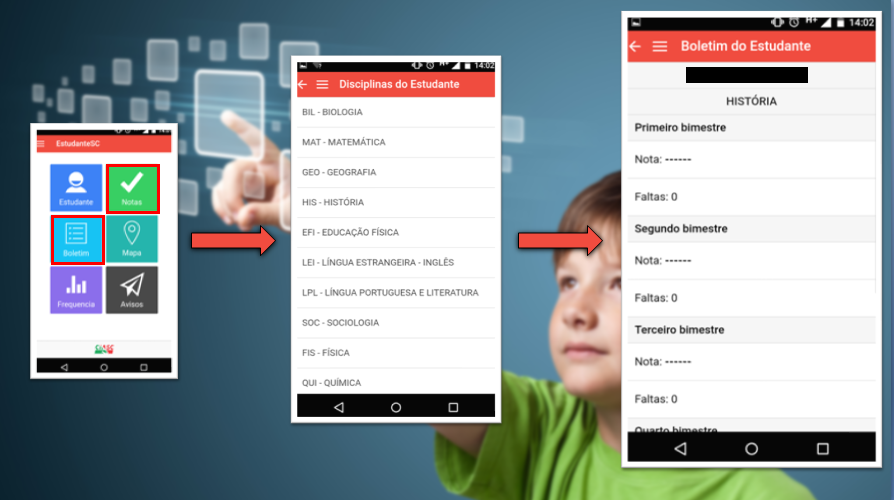 EstudanteSC
Estudante
Notas
Boletim
Mapa
Frequencia
Avisos
14:02
Disciplinas do Estudante
BIL - BIOLOGIA
MAT - MATEMÁTICA
GEO - GEOGRAFIA
HIS - HISTÓRIA
EFI - EDUCAÇÃO FÍSICA
LEI - LÍNGUA ESTRANGEIRA - INGLÊS
LPL - LÍNGUA PORTUGUESA E LITERATURA
SOC - SOCIOLOGIA
FIS - FÍSICA
QUI - QUÍMICA
H+ 14:02
Boletim do Estudante
HISTÓRIA
Primeiro bimestre
Nota: ------
Faltas: 0
Segundo bimestre
Nota: ------
Faltas: 0
Terceiro bimestre
Nota: ------
Faltas: 0
Quarto bimestre